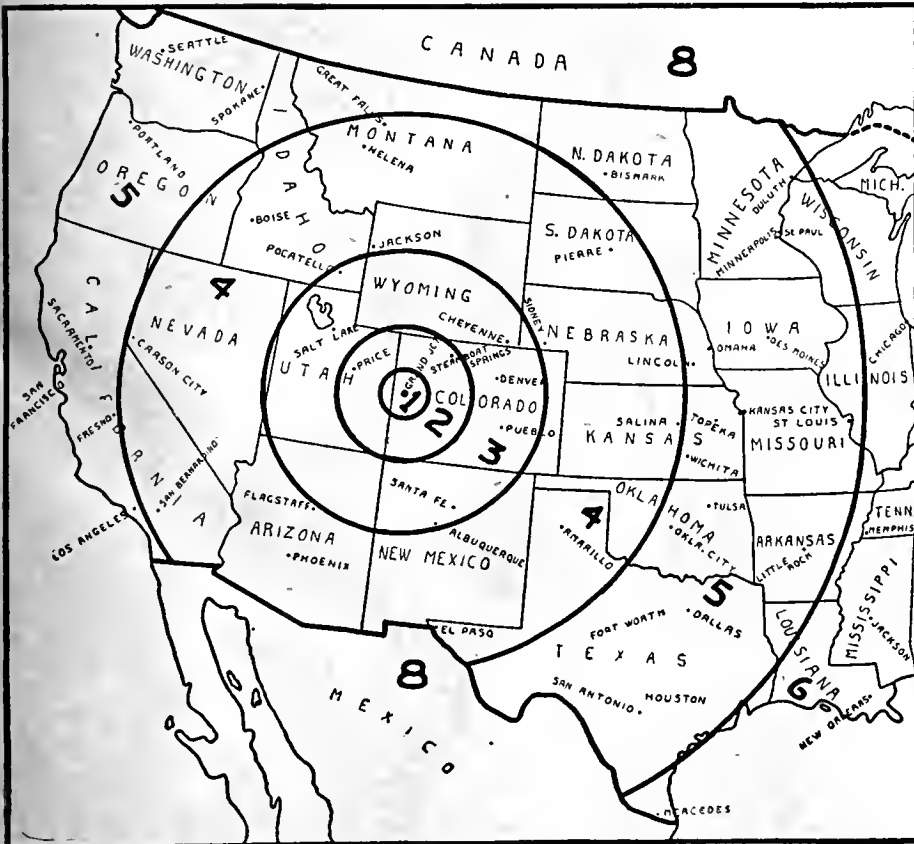 CANADA
8
SEATTLE
WASHINGTON
SPOKANE
GREAT FALLS
MONTANA
HELENA
IDAHO
PORTLAND
OREGON
5
BOISE
POCATELLO
JACKSON
N. DAKOTA
BISMARK
S. DAKOTA
PIERRE
MINNESOTA
DULUTH
MINNEAPOLIS
ST PAUL
WISCONSIN
MICH.
WYOMING
CHEYENNE
SIDNEY
NEBRASKA
LINCOLN
IOWA
OMAHA
DES MOINES
CHICAGO
ILLINOIS
4
NEVADA
CARSON CITY
CALIFORNIA
SACRAMENTO
SAN
FRANCISC
FRESNO
SAN BERNARDINO
LOS ANGELES
SALT LAKE
UTAH
PRICE
GRAND JCT
STEAMBOAT
SPRINGS
DENVE
COLORADO
PUEBLO
1
2
3
SALINA
TOPEKA
KANSAS
WICHITA
KANSAS CITY
ST LOUIS
MISSOURI
FLAGSTAFF
ARIZONA
PHOENIX
SANTA FE
ALBUQUERQUE
NEW MEXICO
4
AMARILLO
OKLAHOMA
TULSA
OKLA. CITY
ARKANSAS
LITTLE
ROCK
TENN
MEMPHIS
MISSISSIPPI
JACKSON
EL PASO
5
FORT WORTH
DALLAS
TEXAS
SAN ANTONIO
HOUSTON
LOUISIANA
6
NEW ORLEANS
8
MEXICO
MERCEDES